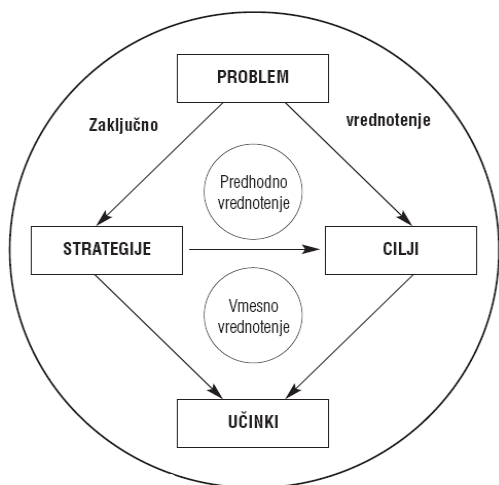 PROBLEM
Zaključno
vrednotenje
Predhodno
vrednotenje
STRATEGIJE
CILJI
Vmesno
vrednotenje
UČINKI